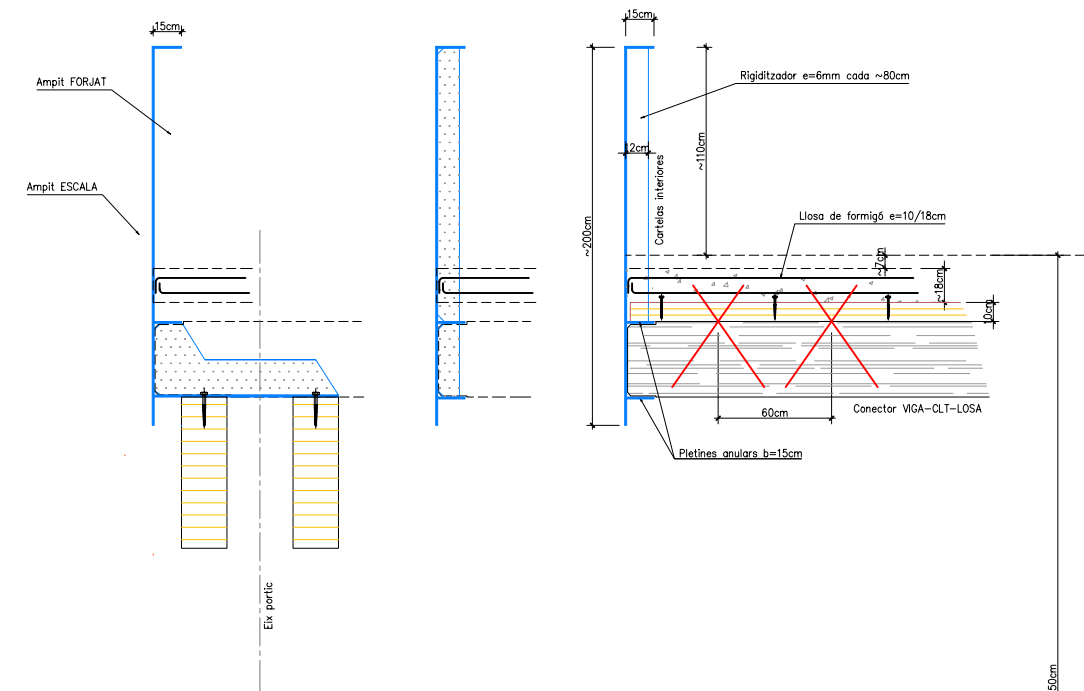 15cm
15cm
Ampit FORJAT
Rigiditzador e=6mm cada ~80cm
~110cm
12cm
Cartelas interiores
Ampit ESCALA
~200cm
Llosa de formigó e=10/18cm
~7cm
~18cm
10cm
60cm
Conector VIGA-CLT-LOSA
Pletines anulars b=15cm
Eix portic
50cm